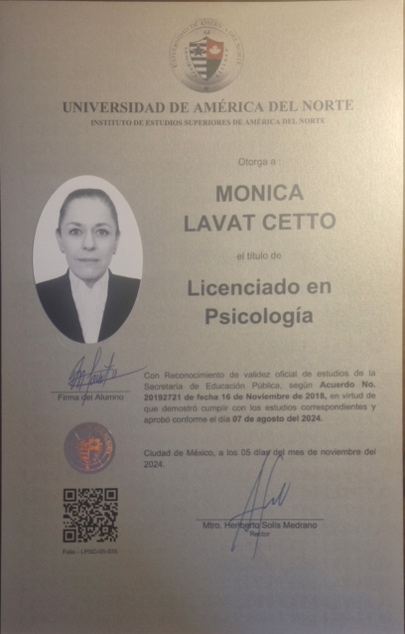 UNIVERSIDAD DE AMÉRICA DEL NORTE
INSTITUTO DE ESTUDIOS SUPERIORES DE AMÉRICA DEL NORTE
Otorga a :
MONICA
LAVAT CETTO
el título de
Licenciado en
Psicología
Firma del Alumno
Con Reconocimiento de validez oficial de estudios de la
Secretaría de Educación Pública, según Acuerdo No.
20192721 de fecha 16 de Noviembre de 2018, en virtud de
que demostró cumplir con los estudios correspondientes y
aprobó conforme el día 07 de agosto del 2024.
Ciudad de México, a los 05 días del mes de noviembre del
2024.
Mtro. Heriberto Solis Medrano
Rector